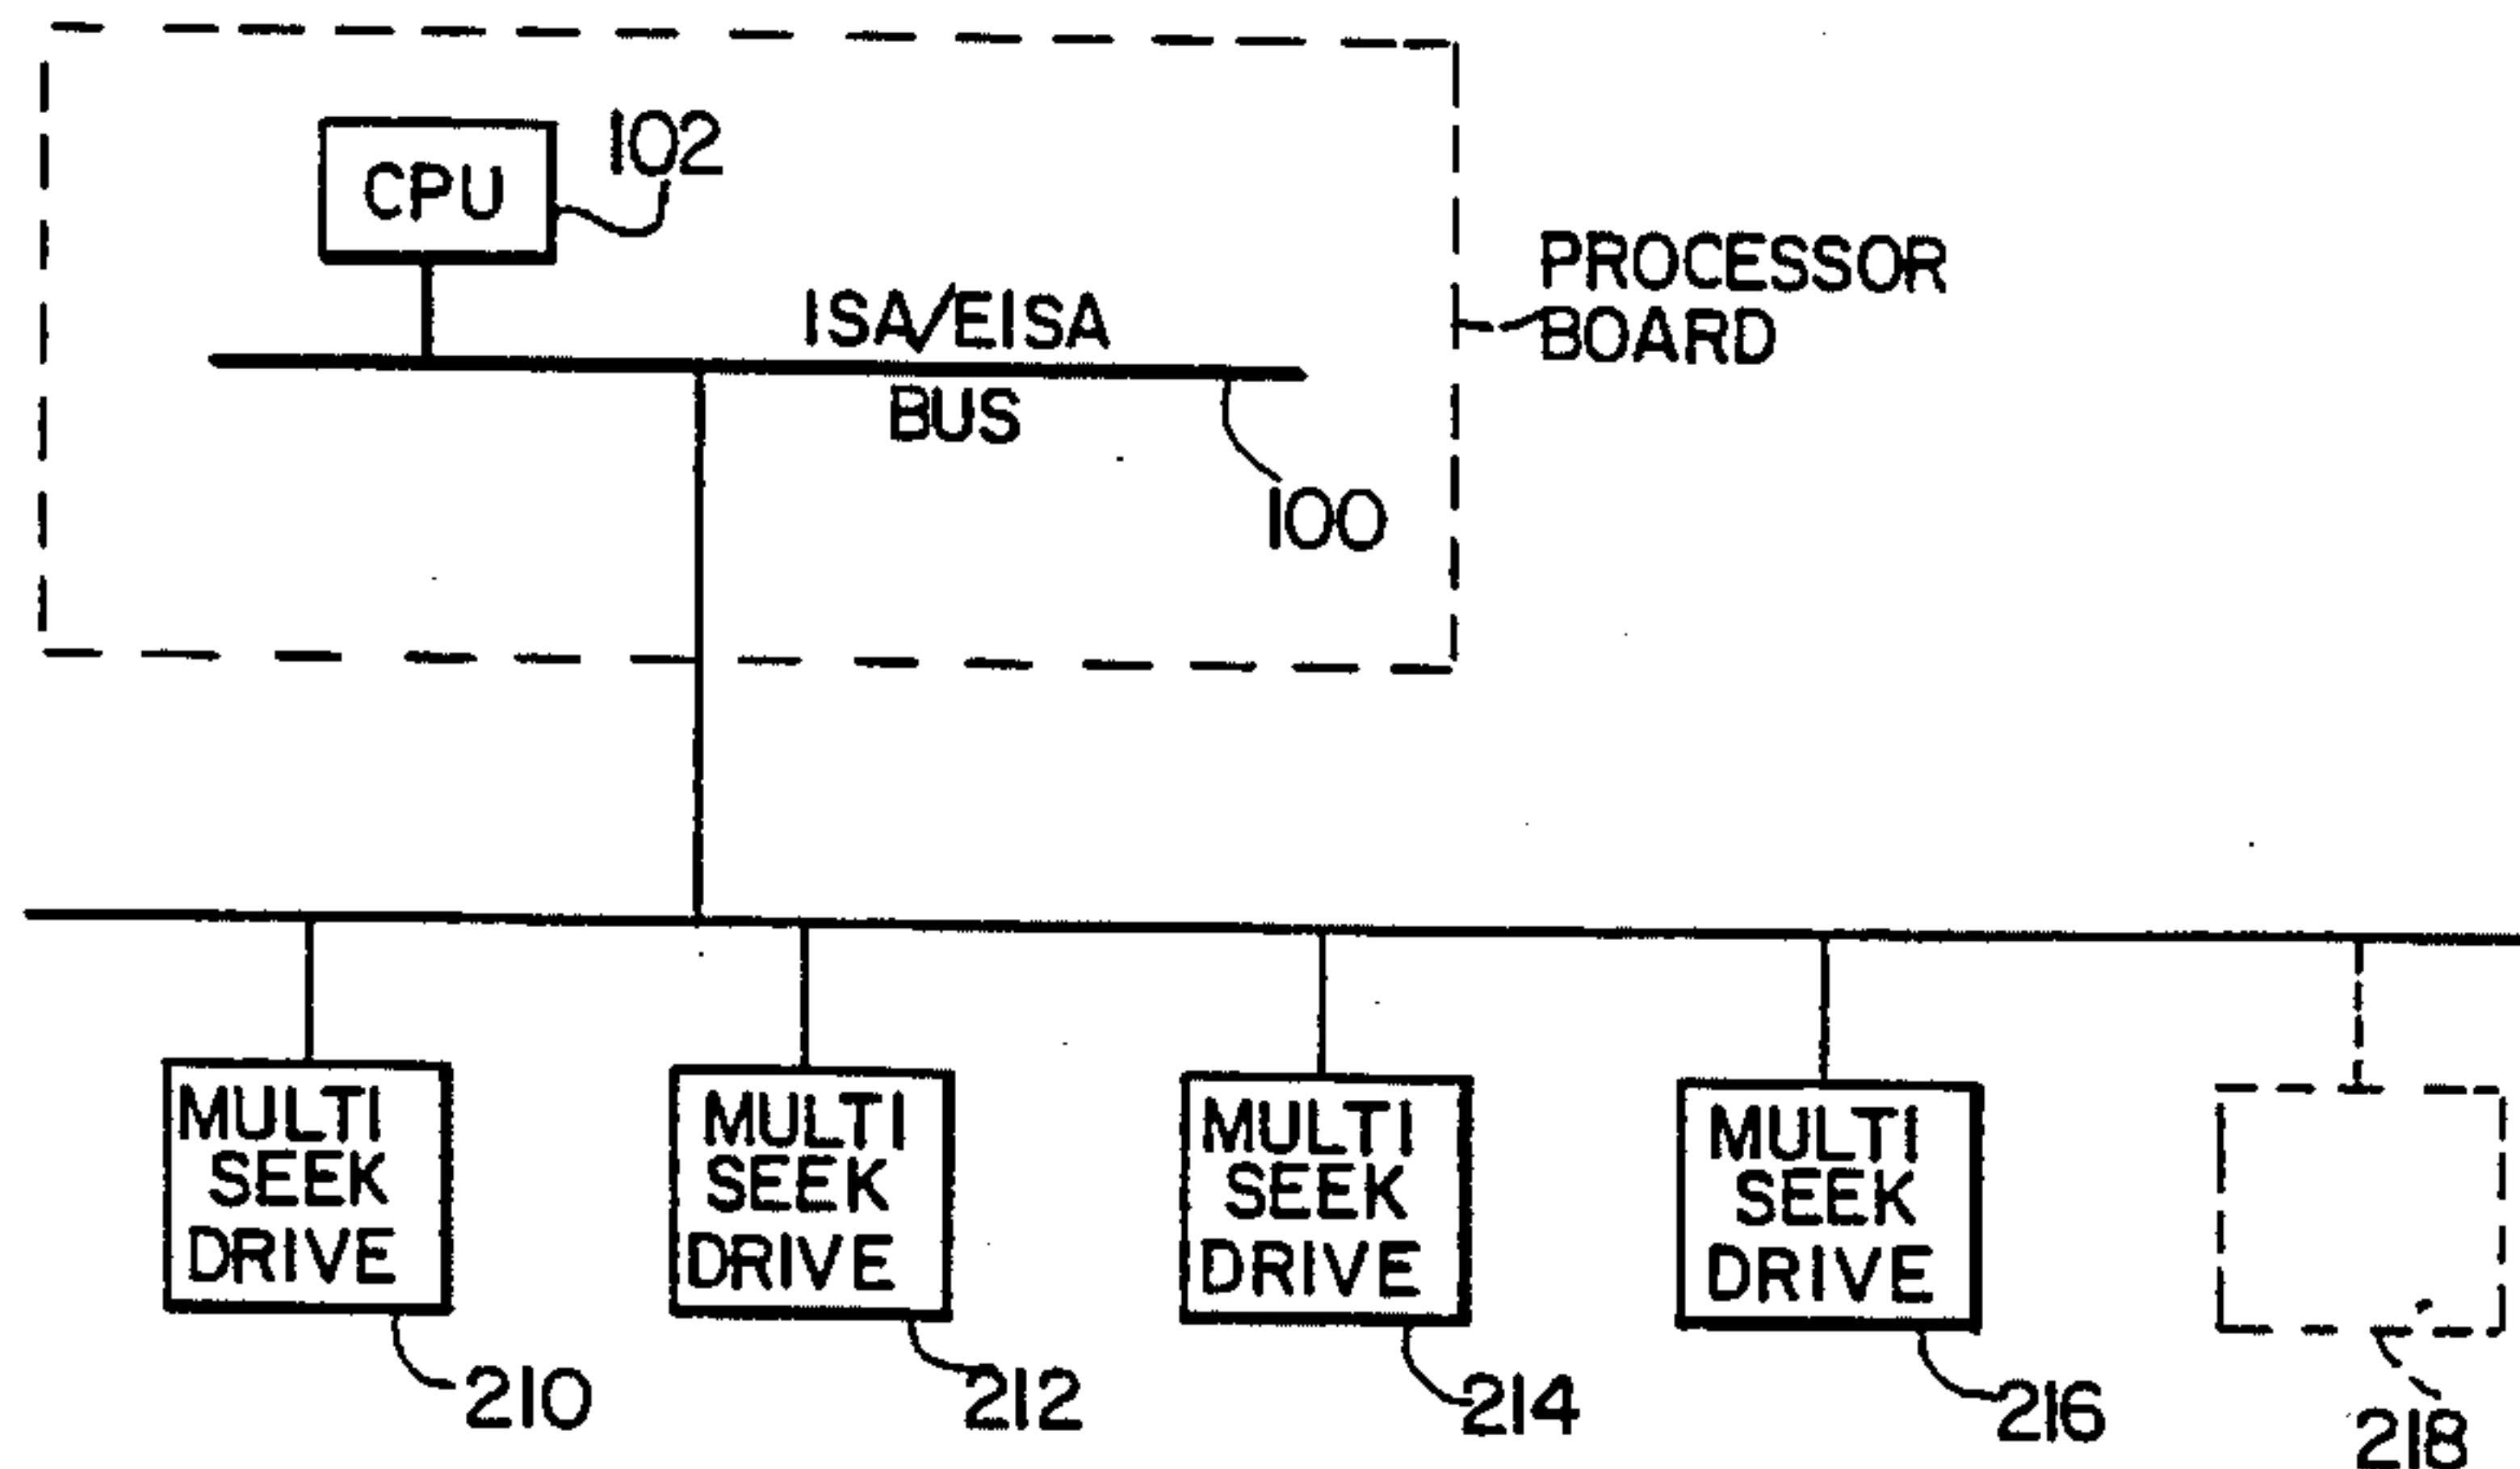 102
CPU
PROCESSOR
BOARD
ISA/EISA
BUS
100
MULTI
SEEK
DRIVE
MULTI
SEEK
DRIVE
MULTI
SEEK
DRIVE
MULTI
SEEK
DRIVE
210
212
214
216
218